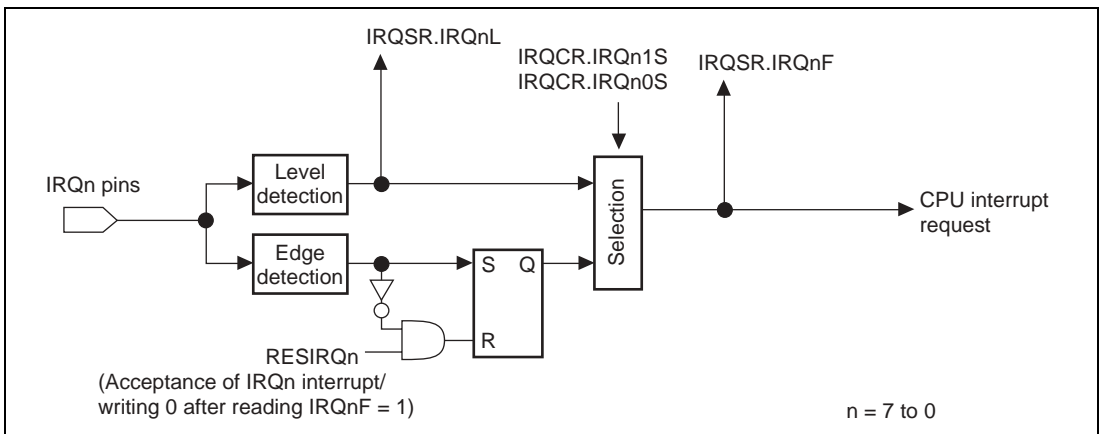 IRQSR.IRQnL
IRQCR.IRQn1S
IRQCR.IRQn0S
IRQSR.IRQnF
IRQn pins
Level
detection
Edge
detection
S Q
R
Selection
CPU interrupt
request
RESIRQn
(Acceptance of IRQn interrupt/
writing 0 after reading IRQnF = 1)
n = 7 to 0